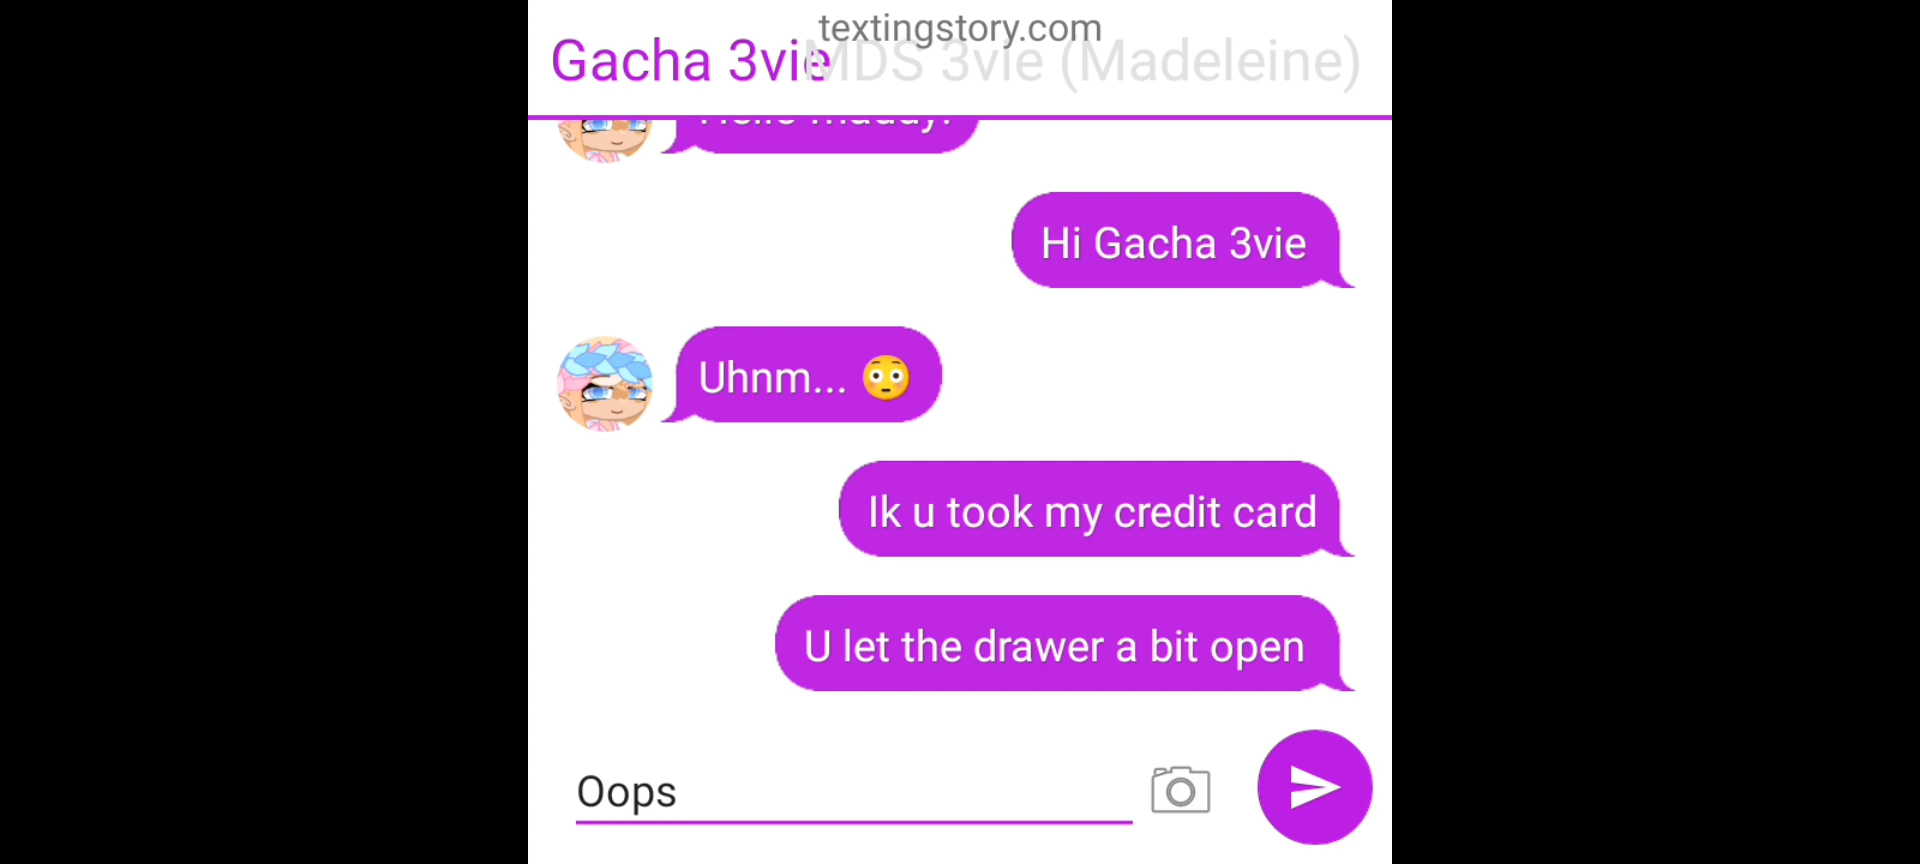 textingstory.com
Gacha 3vie MDS 3vie (Madeleine)
Hi Gacha 3vie
Uhnm... 😳
Ik u took my credit card
U let the drawer a bit open
Oops